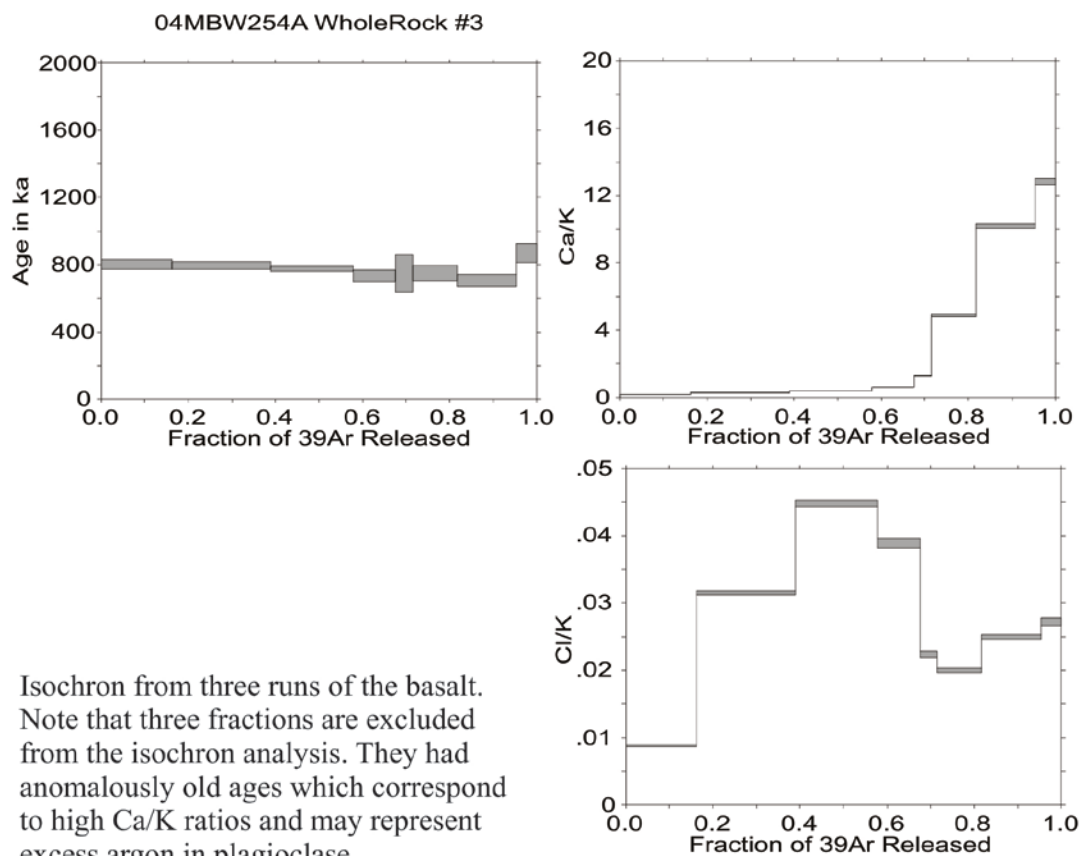 04MBW254A WholeRock #3
2000
1600
1200
800
400
0
Age in ka
0.0 0.2 0.4 0.6 0.8 1.0
Fraction of 39Ar Released
20
16
12
8
4
0
Ca/K
0.0 0.2 0.4 0.6 0.8 1.0
Fraction of 39Ar Released
.05
.04
.03
.02
.01
0
Cl/K
0.0 0.2 0.4 0.6 0.8 1.0
Fraction of 39Ar Released
Isochron from three runs of the basalt.
Note that three fractions are excluded
from the isochron analysis. They had
anomalously old ages which correspond
to high Ca/K ratios and may represent
excess argon in plagioclase